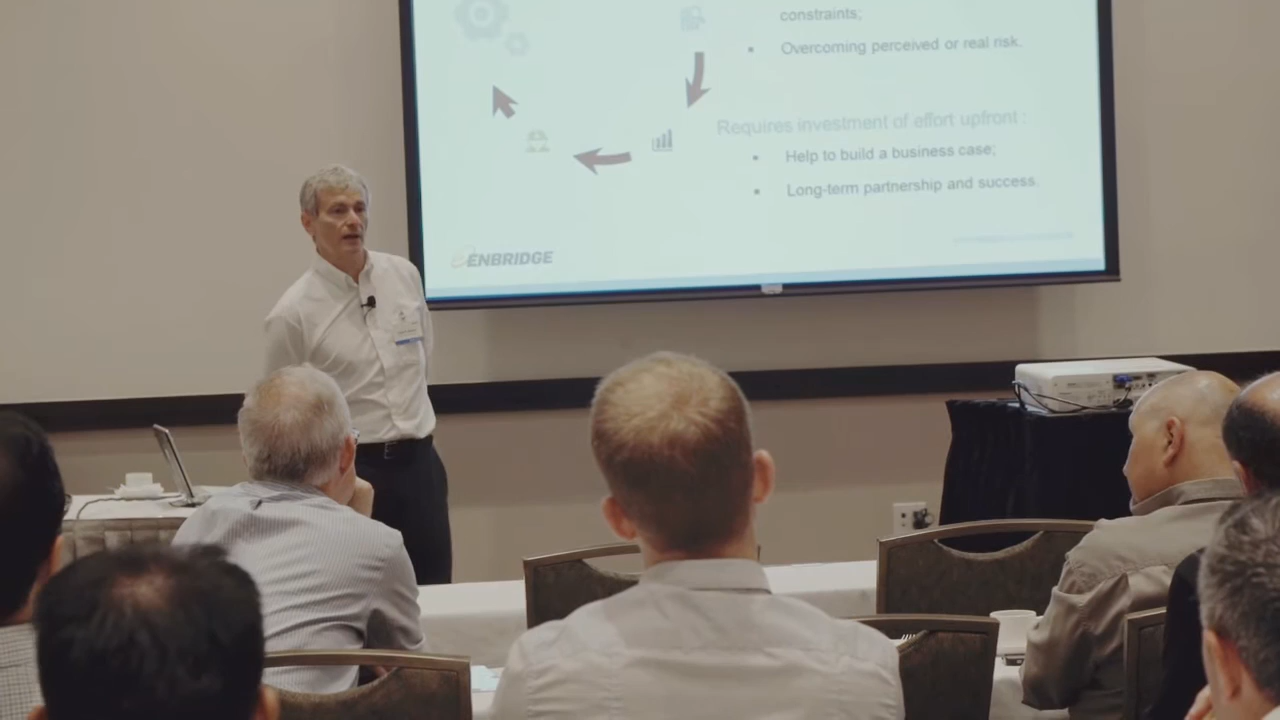 constraints;
Overcoming perceived or real risk.
Requires investment of effort upfront :
Help to build a business case;
Long-term partnership and success.
ENBRIDGE